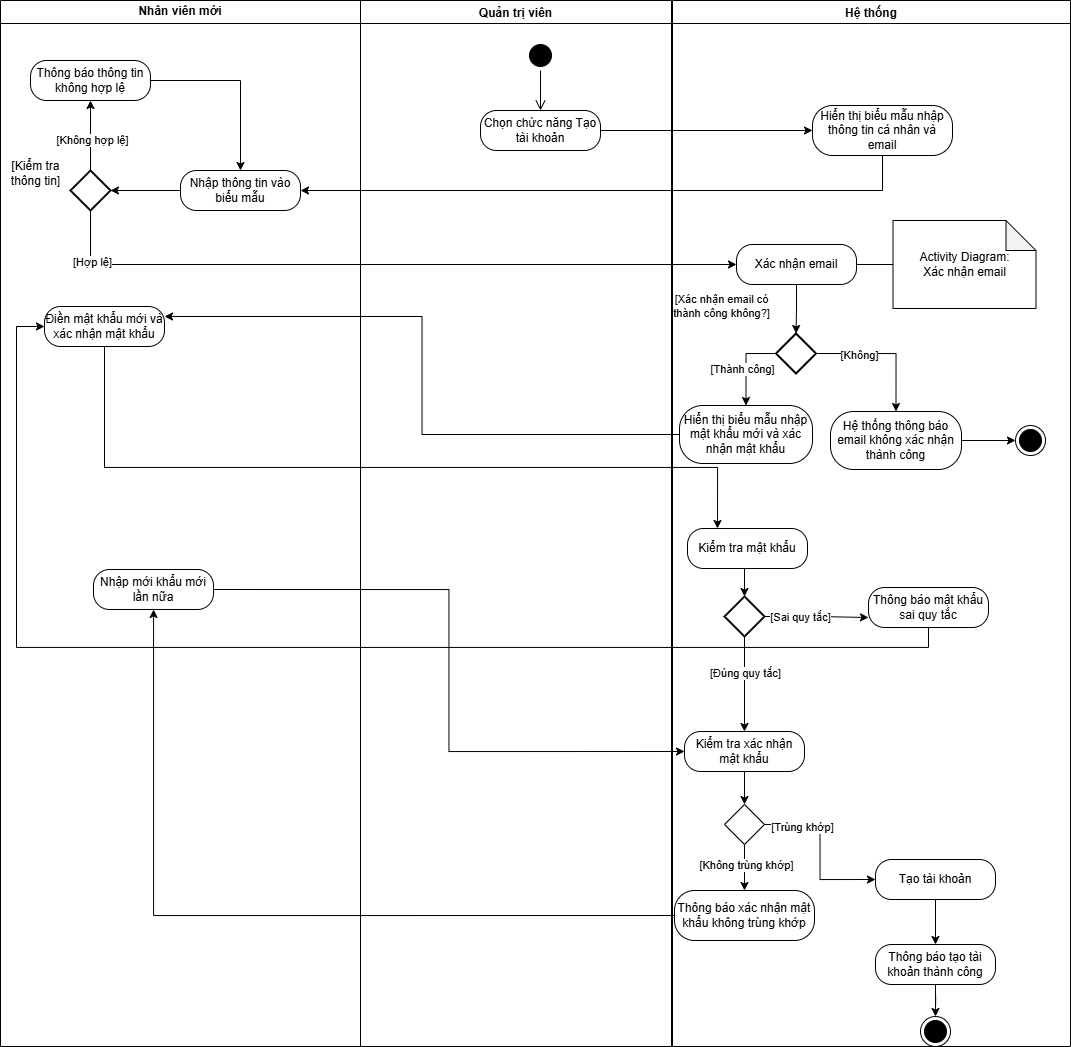 Nhân viên mới
Quản trị viên
Hệ thống
Thông báo thông tin
không hợp lệ
Chọn chức năng Tạo
tài khoản
Hiển thị biểu mẫu nhập
thông tin cá nhân và
email
[Không hợp lệ]
[Kiểm tra
thông tin]
Nhập thông tin vào
biểu mẫu
[Hợp lệ]
Xác nhận email
Activity Diagram:
Xác nhận email
[Xác nhận email có
thành công không?]
Điền mật khẩu mới và
xác nhận mật khẩu
[Thành công]
[Không]
Hiển thị biểu mẫu nhập
mật khẩu mới và xác
nhận mật khẩu
Hệ thống thông báo
email không xác nhận
thành công
Kiểm tra mật khẩu
Nhập mới khẩu mới
lần nữa
[Sai quy tắc]
Thông báo mật khẩu
sai quy tắc
[Đúng quy tắc]
Kiểm tra xác nhận
mật khẩu
[Trùng khớp]
[Không trùng khớp]
Tạo tải khoản
Thông báo xác nhận mật
khẩu không trùng khớp
Thông báo tạo tải
khoản thành công